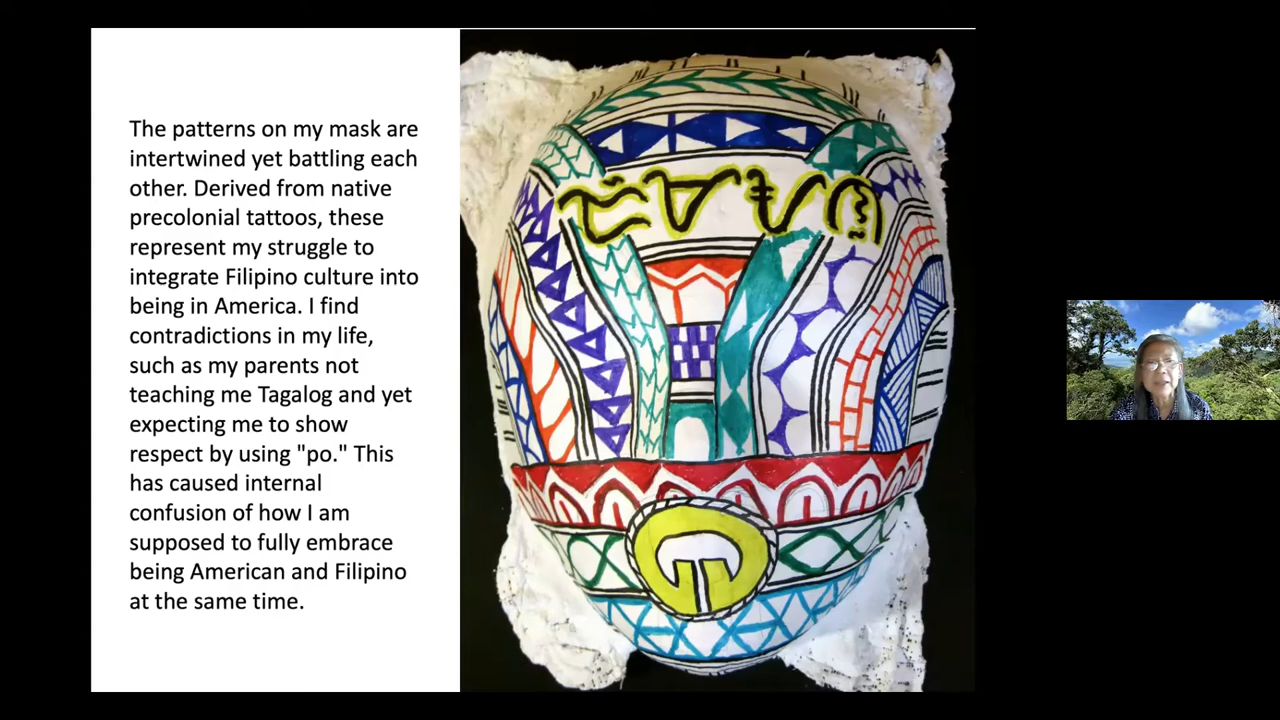 The patterns on my mask are
intertwined yet battling each
other. Derived from native
precolonial tattoos, these
represent my struggle to
integrate Filipino culture into
being in America. I find
contradictions in my life,
such as my parents not
teaching me Tagalog and yet
expecting me to show
respect by using "po." This
has caused internal
confusion of how I am
supposed to fully embrace
being American and Filipino
at the same time.